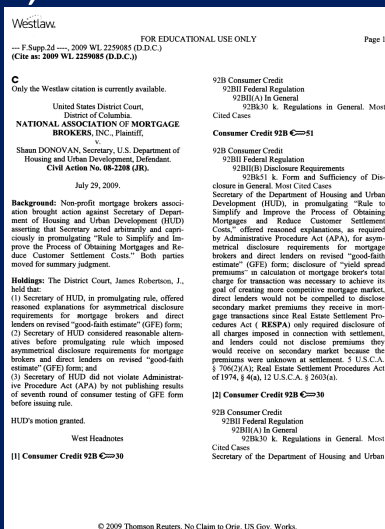 Westlaw.
FOR EDUCATIONAL USE ONLY
Page 1
--- F.Supp.2d ----, 2009 WL 2259085 (D.D.C.)
(Cite as: 2009 WL 2259085 (D.D.C.))
C
Only the Westlaw citation is currently available.
United States District Court,
District of Columbia.
NATIONAL ASSOCIATION OF MORTGAGE
BROKERS, INC., Plaintiff,
v.
Shaun DONOVAN, Secretary, U.S. Department of
Housing and Urban Development, Defendant.
Civil Action No. 08-2208 (JR).
July 29, 2009.
Background: Non-profit mortgage brokers associ-
ation brought action against Secretary of Depart-
ment of Housing and Urban Development (HUD)
asserting that Secretary acted arbitrarily and capri-
ciously in promulgating "Rule to Simplify and Im-
prove the Process of Obtaining Mortgages and Re-
duce Customer Settlement Costs." Both parties
moved for summary judgment.
Holdings: The District Court, James Robertson, J.,
held that:
(1) Secretary of HUD, in promulgating rule, offered
reasoned explanations for asymmetrical disclosure
requirements for mortgage brokers and direct
lenders on revised "good-faith estimate" (GFE) form;
(2) Secretary of HUD considered reasonable altern-
atives before promulgating rule which imposed
asymmetrical disclosure requirements for mortgage
brokers and direct lenders on revised "good-faith
estimate" (GFE) form; and
(3) Secretary of HUD did not violate Administrat-
ive Procedure Act (APA) by not publishing results
of seventh round of consumer testing of GFE form
before issuing rule.
HUD's motion granted.
West Headnotes
[1] Consumer Credit 92B 30
92B Consumer Credit
92BII Federal Regulation
92BII(A) In General
92Bk30 k. Regulations in General. Most
Cited Cases
Consumer Credit 92B 51
92B Consumer Credit
92BII Federal Regulation
92BII(B) Disclosure Requirements
92Bk51 k. Form and Sufficiency of Dis-
closure in General. Most Cited Cases
Secretary of the Department of Housing and Urban
Development (HUD), in promulgating "Rule to
Simplify and Improve the Process of Obtaining
Mortgages and Reduce Customer Settlement
Costs," offered reasoned explanations, as required
by Administrative Procedure Act (APA), for asym-
metrical disclosure requirements for mortgage
brokers and direct lenders on revised "good-faith
estimate" (GFE) form; disclosure of "yield spread
premiums" in calculation of mortgage broker's total
charge for transaction was necessary to achieve its
goal of creating more competitive mortgage market,
direct lenders would not be compelled to disclose
secondary market premiums they receive in mort-
gage transactions since Real Estate Settlement Pro-
cedures Act (RESPA) only required disclosure of
all charges imposed in connection with settlement,
and lenders could not disclose premiums they
would receive on secondary market because the
premiums were unknown at settlement. 5 U.S.C.A.
§ 706(2)(A); Real Estate Settlement Procedures Act
of 1974, § 4(a), 12 U.S.C.A. § 2603(a).
[2] Consumer Credit 92B 30
92B Consumer Credit
92BII Federal Regulation
92BII(A) In General
92Bk30 k. Regulations in General. Most
Cited Cases
Secretary of the Department of Housing and Urban
© 2009 Thomson Reuters. No Claim to Orig. US Gov. Works.